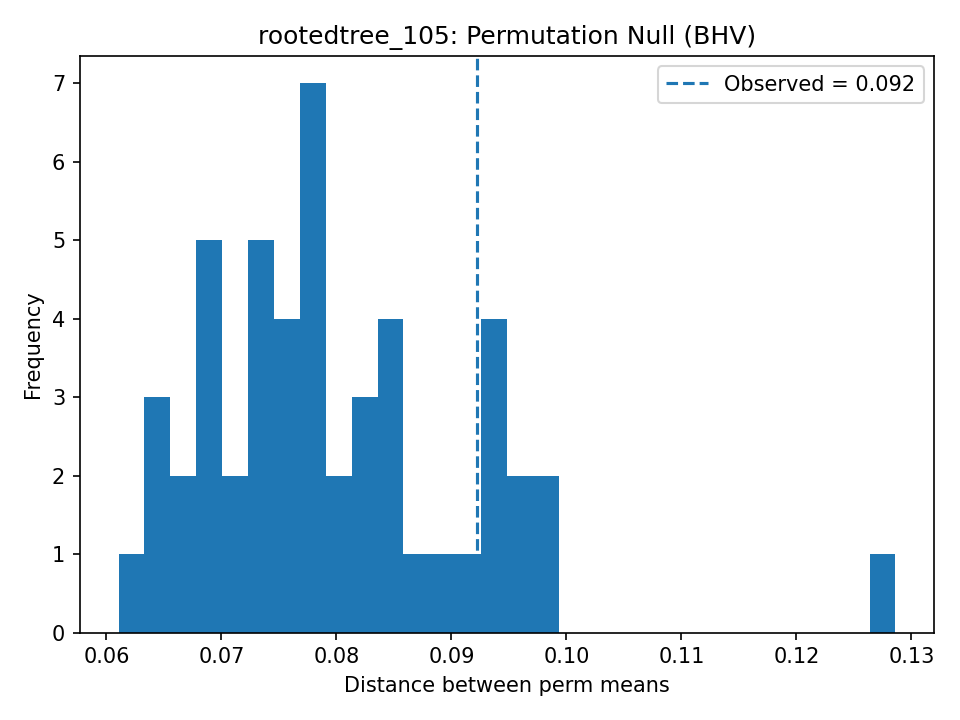 rootedtree_105: Permutation Null (BHV)
Observed = 0.092
Frequency
7
6
5
4
3
2
1
0
0.06 0.07 0.08 0.09 0.10 0.11 0.12 0.13
Distance between perm means